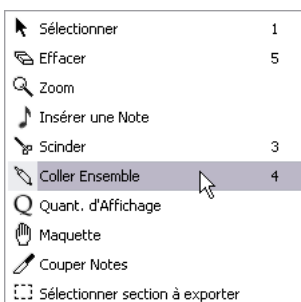 Sélectionner 1
Effacer 5
Zoom
Insérer une Note
Scinder 3
Coller Ensemble 4
Q Quant. d'Affichage
Maquette
Couper Notes
Sélectionner section à exporter